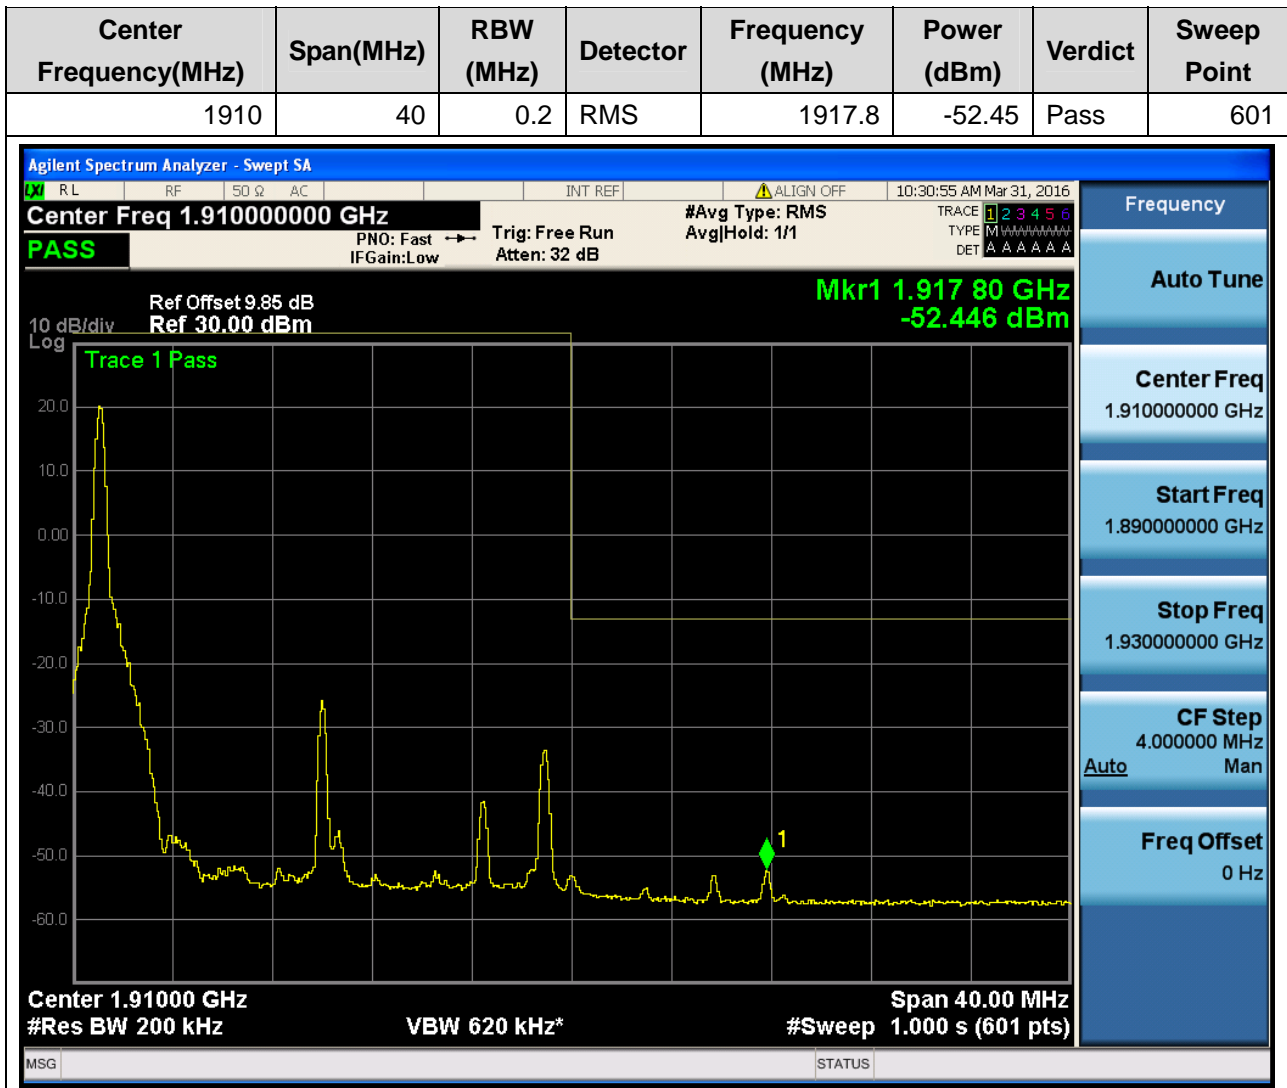 Center Frequency(MHz) Span(MHz) RBW (MHz) Detector Frequency (MHz) Power (dBm) Verdict Sweep Point
1910 40 0.2 RMS 1917.8 -52.45 Pass 601
Agilent Spectrum Analyzer - Swept SA
LXI RL RF 50 Ω AC INT REF ALIGN OFF 10:30:55 AM Mar 31, 2016
Center Freq 1.910000000 GHz
PASS
PNO: Fast
IFGain:Low
Trig: Free Run
Atten: 32 dB
#Avg Type: RMS
Avg|Hold: 1/1
TRACE 1 2 3 4 5 6
TYPE M WWWWW
DET A A A A A A
Mkr1 1.917 80 GHz
-52.446 dBm
Ref Offset 9.85 dB
10 dB/div Ref 30.00 dBm
Log
Trace 1 Pass
20.0
10.0
0.00
-10.0
-20.0
-30.0
-40.0
-50.0
-60.0
1
Center 1.91000 GHz Span 40.00 MHz
#Res BW 200 kHz VBW 620 kHz* #Sweep 1.000 s (601 pts)
MSG STATUS
Frequency
Auto Tune
Center Freq
1.910000000 GHz
Start Freq
1.890000000 GHz
Stop Freq
1.930000000 GHz
CF Step
4.000000 MHz
Auto Man
Freq Offset
0 Hz